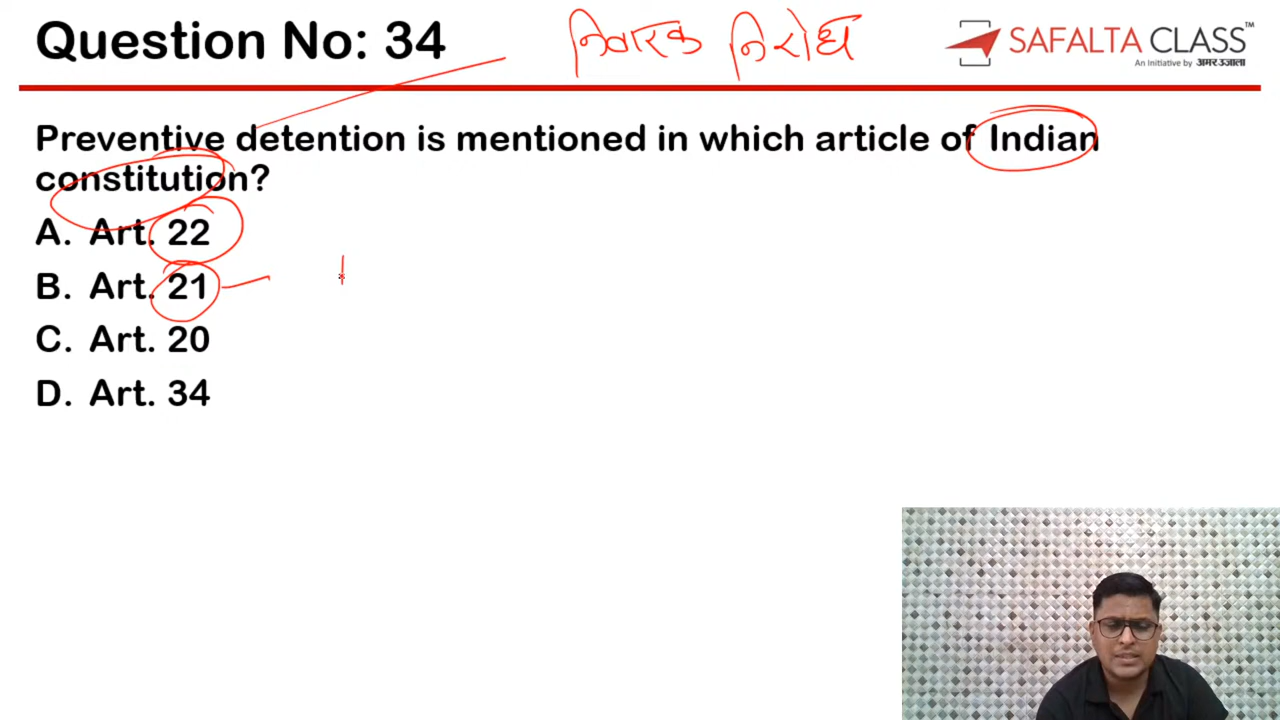 Question No: 34
निवारक निरोध
SAFALTA CLASS™
An Initiative by अमर उजाला
Preventive detention is mentioned in which article of Indian
constitution?
A. Art. 22
B. Art. 21
C. Art. 20
D. Art. 34